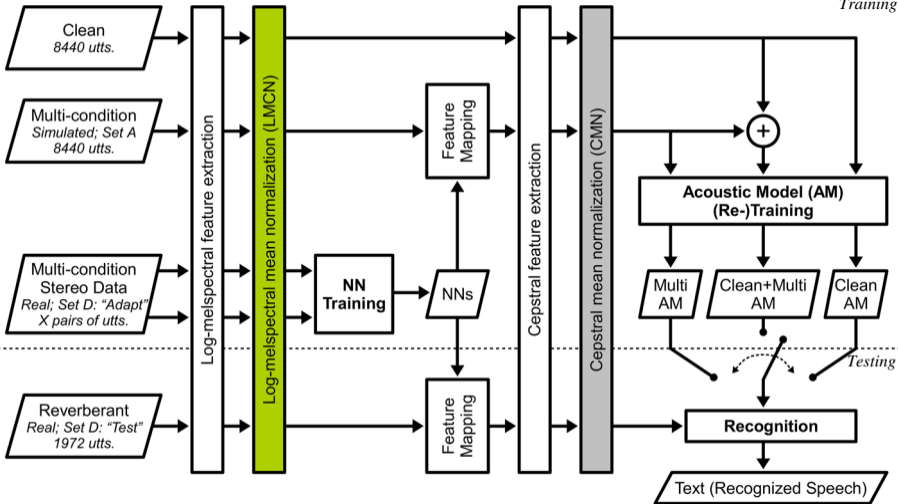 Training
Clean
8440 utts.
Multi-condition
Simulated; Set A
8440 utts.
Multi-condition
Stereo Data
Real; Set D: “Adapt”
X pairs of utts.
Reverberant
Real; Set D: “Test”
1972 utts.
Log-melspectral feature extraction
Log-melspectral mean normalization (LMCN)
NN
Training
NNs
Feature
Mapping
Feature
Mapping
Cepstral feature extraction
Cepstral mean normalization (CMN)
+
Acoustic Model (AM)
(Re-)Training
Multi
AM
Clean+Multi
AM
Clean
AM
Testing
Recognition
Text (Recognized Speech)